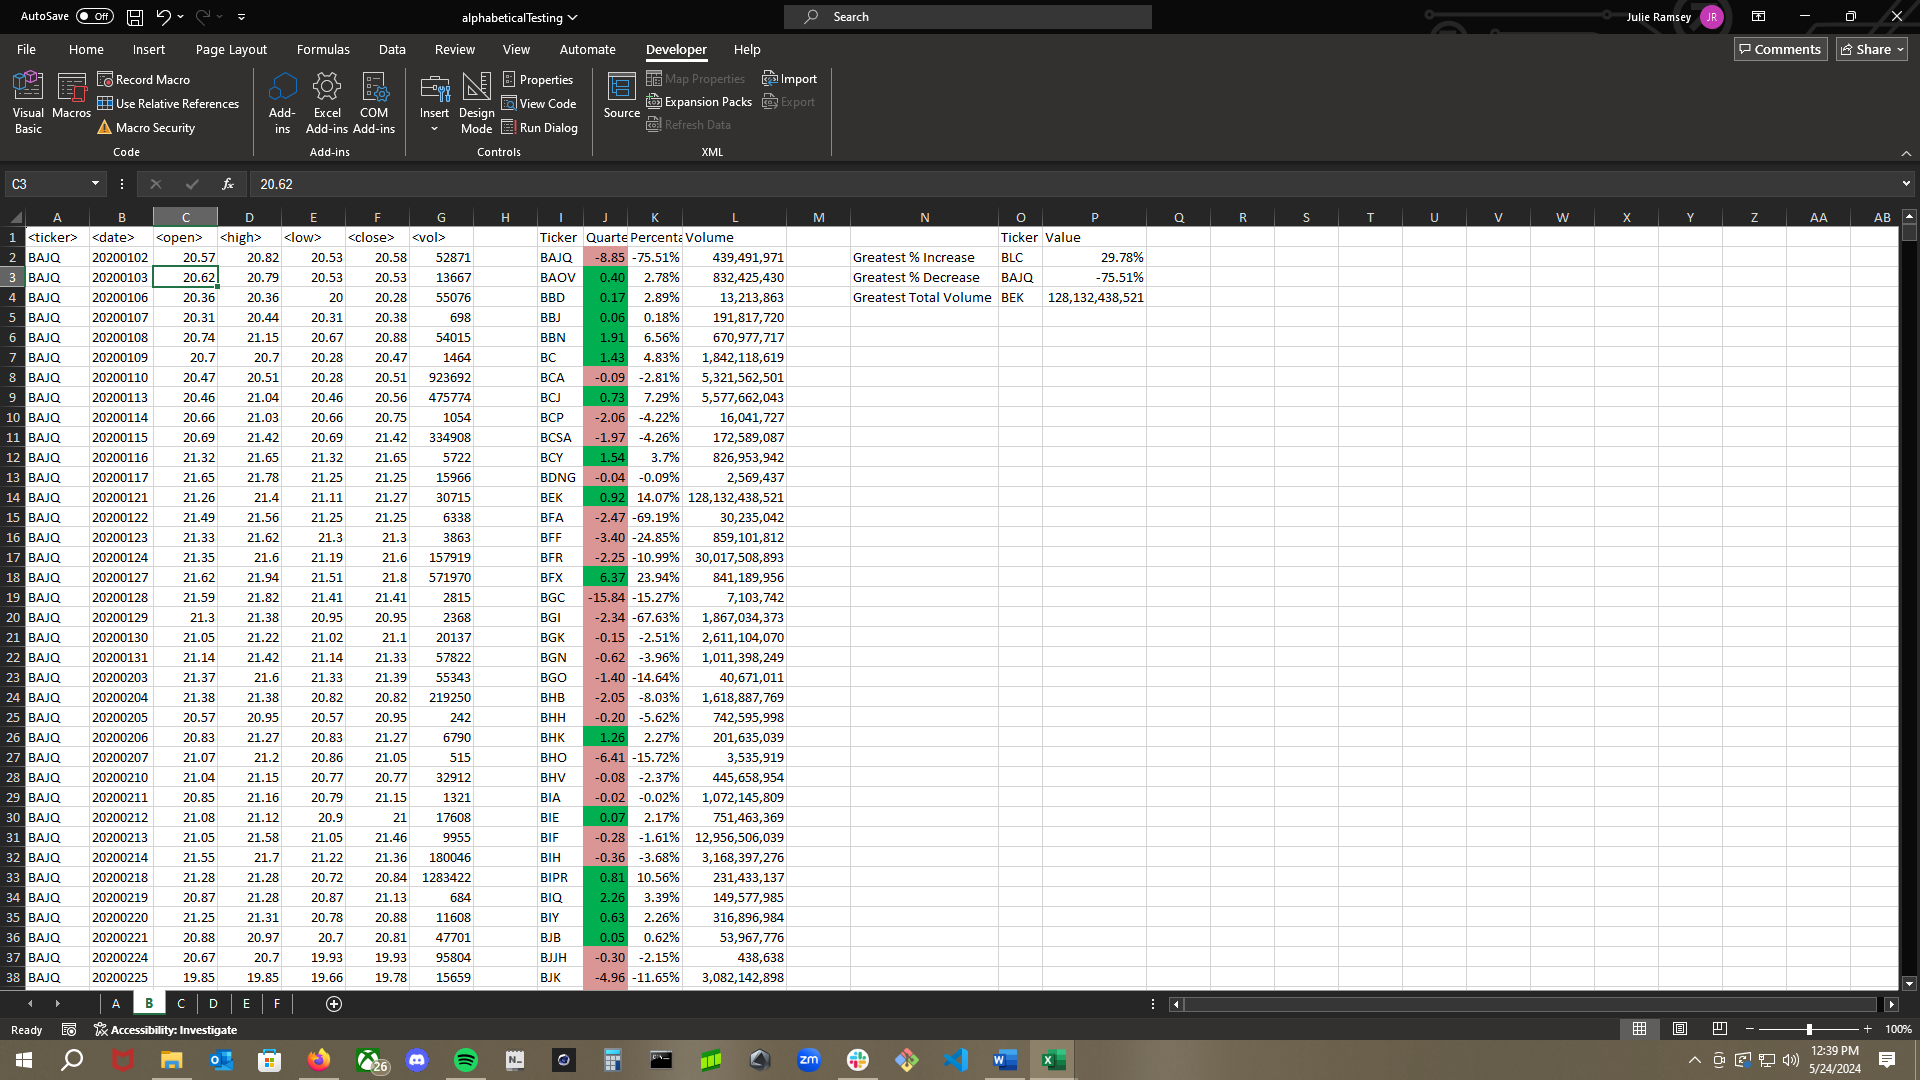 AutoSave Off alphabeticalTesting Search Julie Ramsey JR
File Home Insert Page Layout Formulas Data Review View Automate Developer Help Comments Share
Visual Basic
Macros
Record Macro
Use Relative References
Macro Security
Code
Add-ins
Excel Add-ins
COM Add-ins
Add-ins
Insert
Design Mode
Properties
View Code
Run Dialog
Controls
Source
Map Properties
Expansion Packs
Refresh Data
Import
Export
XML
C3 fx 20.62
A B C D E F G H I J K L M N O P Q R S T U V W X Y Z AA AB
1 <ticker> <date> <open> <high> <low> <close> <vol> Ticker Quarte Percenta Volume Ticker Value
2 BAJQ 20200102 20.57 20.82 20.53 20.58 52871 BAJQ -8.85 -75.51% 439,491,971 Greatest % Increase BLC 29.78%
3 BAJQ 20200103 20.62 20.79 20.53 20.53 13667 BAOV 0.40 2.78% 832,425,430 Greatest % Decrease BAJQ -75.51%
4 BAJQ 20200106 20.36 20.36 20 20.28 55076 BBD 0.17 2.89% 13,213,863 Greatest Total Volume BEK 128,132,438,521
5 BAJQ 20200107 20.31 20.44 20.31 20.38 698 BBJ 0.06 0.18% 191,817,720
6 BAJQ 20200108 20.74 21.15 20.67 20.88 54015 BBN 1.91 6.56% 670,977,717
7 BAJQ 20200109 20.7 20.7 20.28 20.47 1464 BC 1.43 4.83% 1,842,118,619
8 BAJQ 20200110 20.47 20.51 20.28 20.51 923692 BCA -0.09 -2.81% 5,321,562,501
9 BAJQ 20200113 20.46 21.04 20.46 20.56 475774 BCJ 0.73 7.29% 5,577,662,043
10 BAJQ 20200114 20.66 21.03 20.66 20.75 1054 BCP -2.06 -4.22% 16,041,727
11 BAJQ 20200115 20.69 21.42 20.69 21.42 334908 BCSA -1.97 -4.26% 172,589,087
12 BAJQ 20200116 21.32 21.65 21.32 21.65 5722 BCY 1.54 3.7% 826,953,942
13 BAJQ 20200117 21.65 21.78 21.25 21.25 15966 BDNG -0.04 -0.09% 2,569,437
14 BAJQ 20200121 21.26 21.4 21.11 21.27 30715 BEK 0.92 14.07% 128,132,438,521
15 BAJQ 20200122 21.49 21.56 21.25 21.25 6338 BFA -2.47 -69.19% 30,235,042
16 BAJQ 20200123 21.33 21.62 21.3 21.3 3863 BFF -3.40 -24.85% 859,101,812
17 BAJQ 20200124 21.35 21.6 21.19 21.6 157919 BFR -2.25 -10.99% 30,017,508,893
18 BAJQ 20200127 21.62 21.94 21.51 21.8 571970 BFX 6.37 23.94% 841,189,956
19 BAJQ 20200128 21.59 21.82 21.41 21.41 2815 BGC -15.84 -15.27% 7,103,742
20 BAJQ 20200129 21.3 21.38 20.95 20.95 2368 BGI -2.34 -67.63% 1,867,034,373
21 BAJQ 20200130 21.05 21.22 21.02 21.1 20137 BGK -0.15 -2.51% 2,611,104,070
22 BAJQ 20200131 21.14 21.42 21.14 21.33 57822 BGN -0.62 -3.96% 1,011,398,249
23 BAJQ 20200203 21.37 21.6 21.33 21.39 55343 BGO -1.40 -14.64% 40,671,011
24 BAJQ 20200204 21.38 21.38 20.82 20.82 219250 BHB -2.05 -8.03% 1,618,887,769
25 BAJQ 20200205 20.57 20.95 20.57 20.95 242 BHH -0.20 -5.62% 742,595,998
26 BAJQ 20200206 20.83 21.27 20.83 21.27 6790 BHK 1.26 2.27% 201,635,039
27 BAJQ 20200207 21.07 21.2 20.86 21.05 515 BHO -6.41 -15.72% 3,535,919
28 BAJQ 20200210 21.04 21.15 20.77 20.77 32912 BHV -0.08 -2.37% 445,658,954
29 BAJQ 20200211 20.85 21.16 20.79 21.15 1321 BIA -0.02 -0.02% 1,072,145,809
30 BAJQ 20200212 21.08 21.12 20.9 21 17608 BIE 0.07 2.17% 751,463,369
31 BAJQ 20200213 21.05 21.58 21.05 21.46 9955 BIF -0.28 -1.61% 12,956,506,039
32 BAJQ 20200214 21.55 21.7 21.22 21.36 180046 BIH -0.36 -3.68% 3,168,397,276
33 BAJQ 20200218 21.28 21.28 20.72 20.84 1283422 BIPR 0.81 10.56% 231,433,137
34 BAJQ 20200219 20.87 21.28 20.87 21.13 684 BIQ 2.26 3.39% 149,577,985
35 BAJQ 20200220 21.25 21.31 20.78 20.88 11608 BIY 0.63 2.26% 316,896,984
36 BAJQ 20200221 20.88 20.97 20.7 20.81 47701 BJB 0.05 0.62% 53,967,776
37 BAJQ 20200224 20.67 20.7 19.93 19.93 95804 BJJH -0.30 -2.15% 438,638
38 BAJQ 20200225 19.85 19.85 19.66 19.78 15659 BJK -4.96 -11.65% 3,082,142,898
A B C D E F
Ready Accessibility: Investigate 100%
26 zm 12:39 PM
5/24/2024